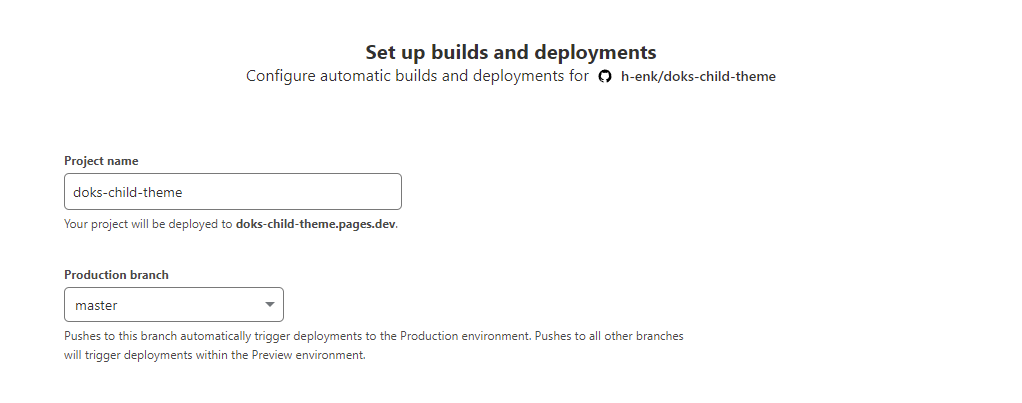 Set up builds and deployments
Configure automatic builds and deployments for h-enk/doks-child-theme
Project name
doks-child-theme
Your project will be deployed to doks-child-theme.pages.dev.
Production branch
master
Pushes to this branch automatically trigger deployments to the Production environment. Pushes to all other branches
will trigger deployments within the Preview environment.